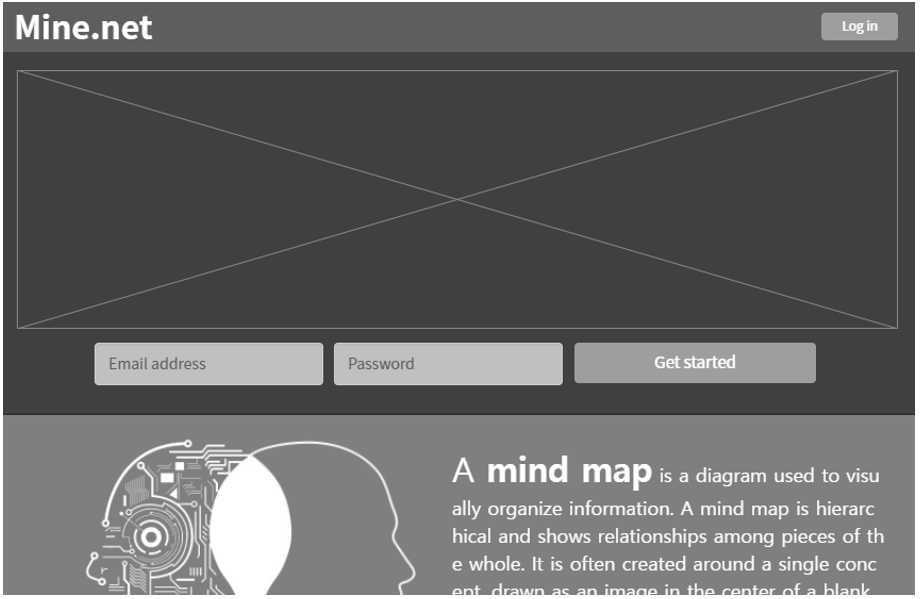 Mine.net
Log in
Email address
Password
Get started
A mind map is a diagram used to visu
ally organize information. A mind map is hierarc
hical and shows relationships among pieces of th
e whole. It is often created around a single conc
ept, drawn as an image in the center of a blank